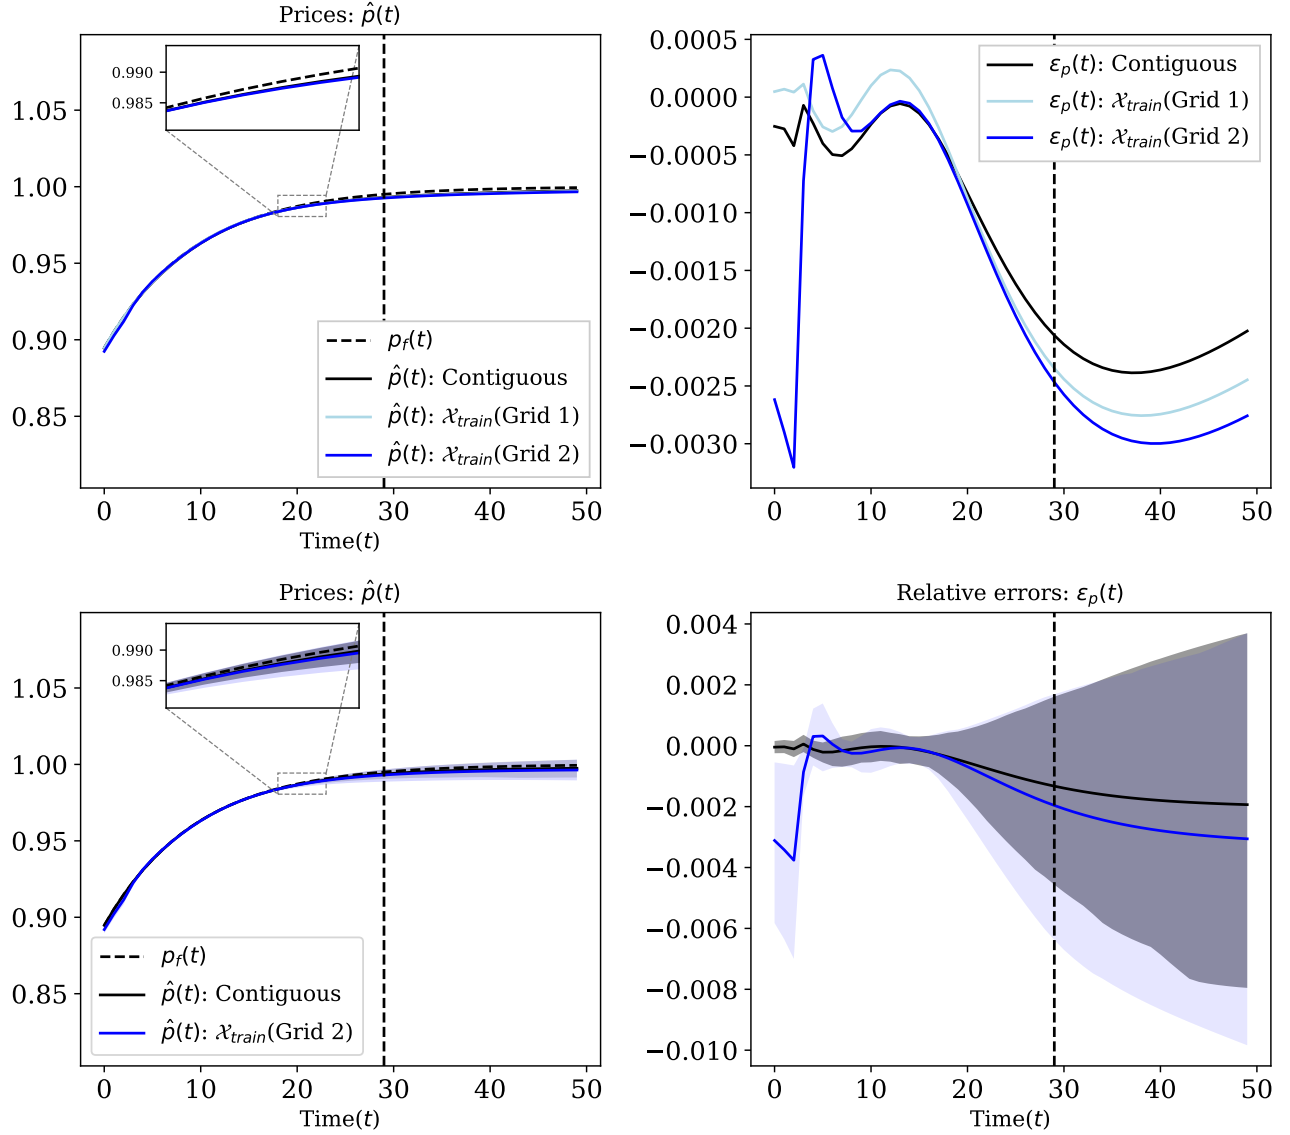 Prices: p̂(t)
0.990
0.985
1.05
1.00
0.95
0.90
0.85
p_f(t)
p̂(t): Contiguous
p̂(t): 𝒳_train(Grid 1)
p̂(t): 𝒳_train(Grid 2)
0 10 20 30 40 50
Time(t)
0.0005
0.0000
−0.0005
−0.0010
−0.0015
−0.0020
−0.0025
−0.0030
ε_p(t): Contiguous
ε_p(t): 𝒳_train(Grid 1)
ε_p(t): 𝒳_train(Grid 2)
0 10 20 30 40 50
Prices: p̂(t)
0.990
0.985
1.05
1.00
0.95
0.90
0.85
p_f(t)
p̂(t): Contiguous
p̂(t): 𝒳_train(Grid 2)
0 10 20 30 40 50
Time(t)
Relative errors: ε_p(t)
0.004
0.002
0.000
−0.002
−0.004
−0.006
−0.008
−0.010
0 10 20 30 40 50
Time(t)